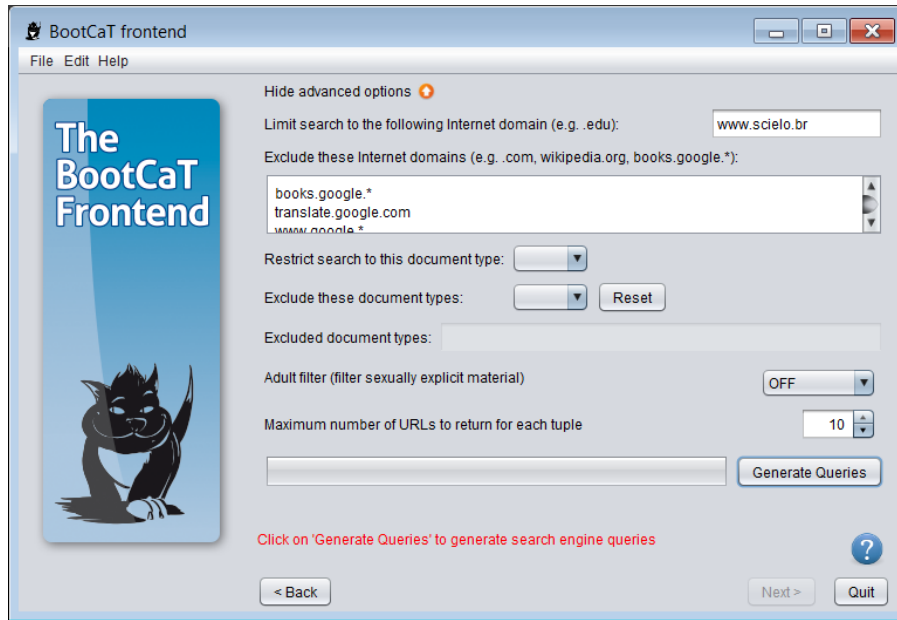 BootCaT frontend
File Edit Help
The
BootCaT
Frontend
Hide advanced options
Limit search to the following Internet domain (e.g. .edu): www.scielo.br
Exclude these Internet domains (e.g. .com, wikipedia.org, books.google.*):
books.google.*
translate.google.com
www.google.*
Restrict search to this document type:
Exclude these document types: Reset
Excluded document types:
Adult filter (filter sexually explicit material) OFF
Maximum number of URLs to return for each tuple 10
Generate Queries
Click on 'Generate Queries' to generate search engine queries
?
< Back Next > Quit